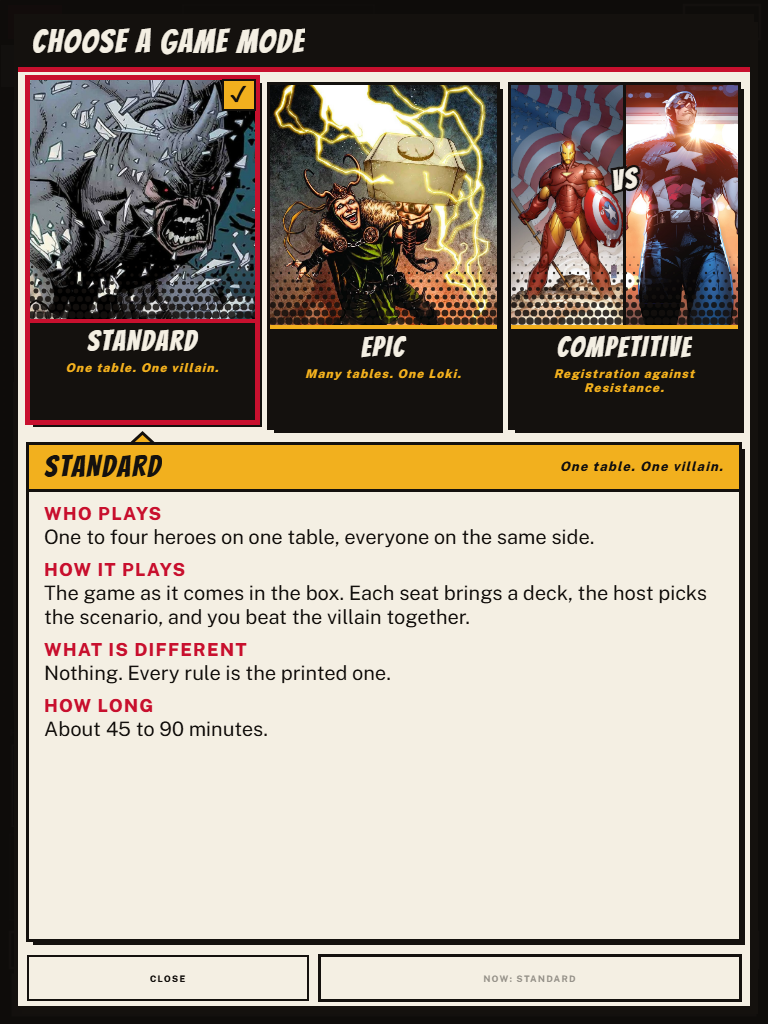 CHOOSE A GAME MODE
✓
VS
STANDARD
One table. One villain.
EPIC
Many tables. One Loki.
COMPETITIVE
Registration against
Resistance.
STANDARD
One table. One villain.
WHO PLAYS
One to four heroes on one table, everyone on the same side.
HOW IT PLAYS
The game as it comes in the box. Each seat brings a deck, the host picks
the scenario, and you beat the villain together.
WHAT IS DIFFERENT
Nothing. Every rule is the printed one.
HOW LONG
About 45 to 90 minutes.
CLOSE
NOW: STANDARD